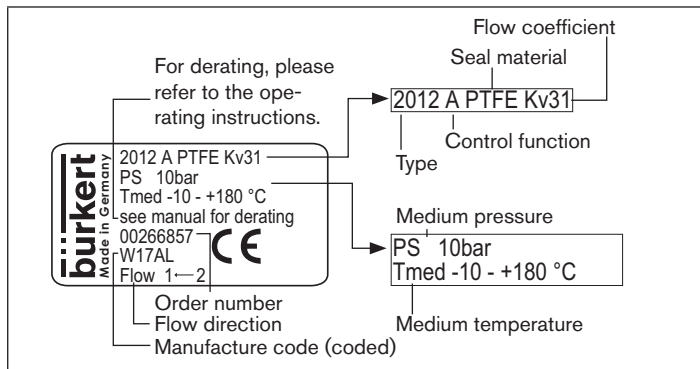 Flow coefficient
Seal material
For derating, please
refer to the ope-
rating instructions.
2012 A PTFE Kv31
Control function
Type
burkert
Made in Germany
2012 A PTFE Kv31
PS 10bar
Tmed -10 - +180 °C
see manual for derating
00266857
W17AL
Flow 1←2
CE
Medium pressure
PS 10bar
Tmed -10 - +180 °C
Medium temperature
Order number
Flow direction
Manufacture code (coded)